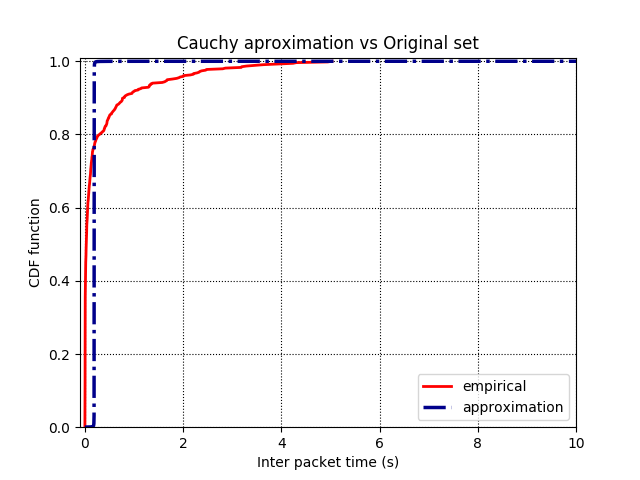 Cauchy aproximation vs Original set
1.0
0.8
0.6
0.4
0.2
0.0
CDF function
0
2
4
6
8
10
Inter packet time (s)
empirical
approximation